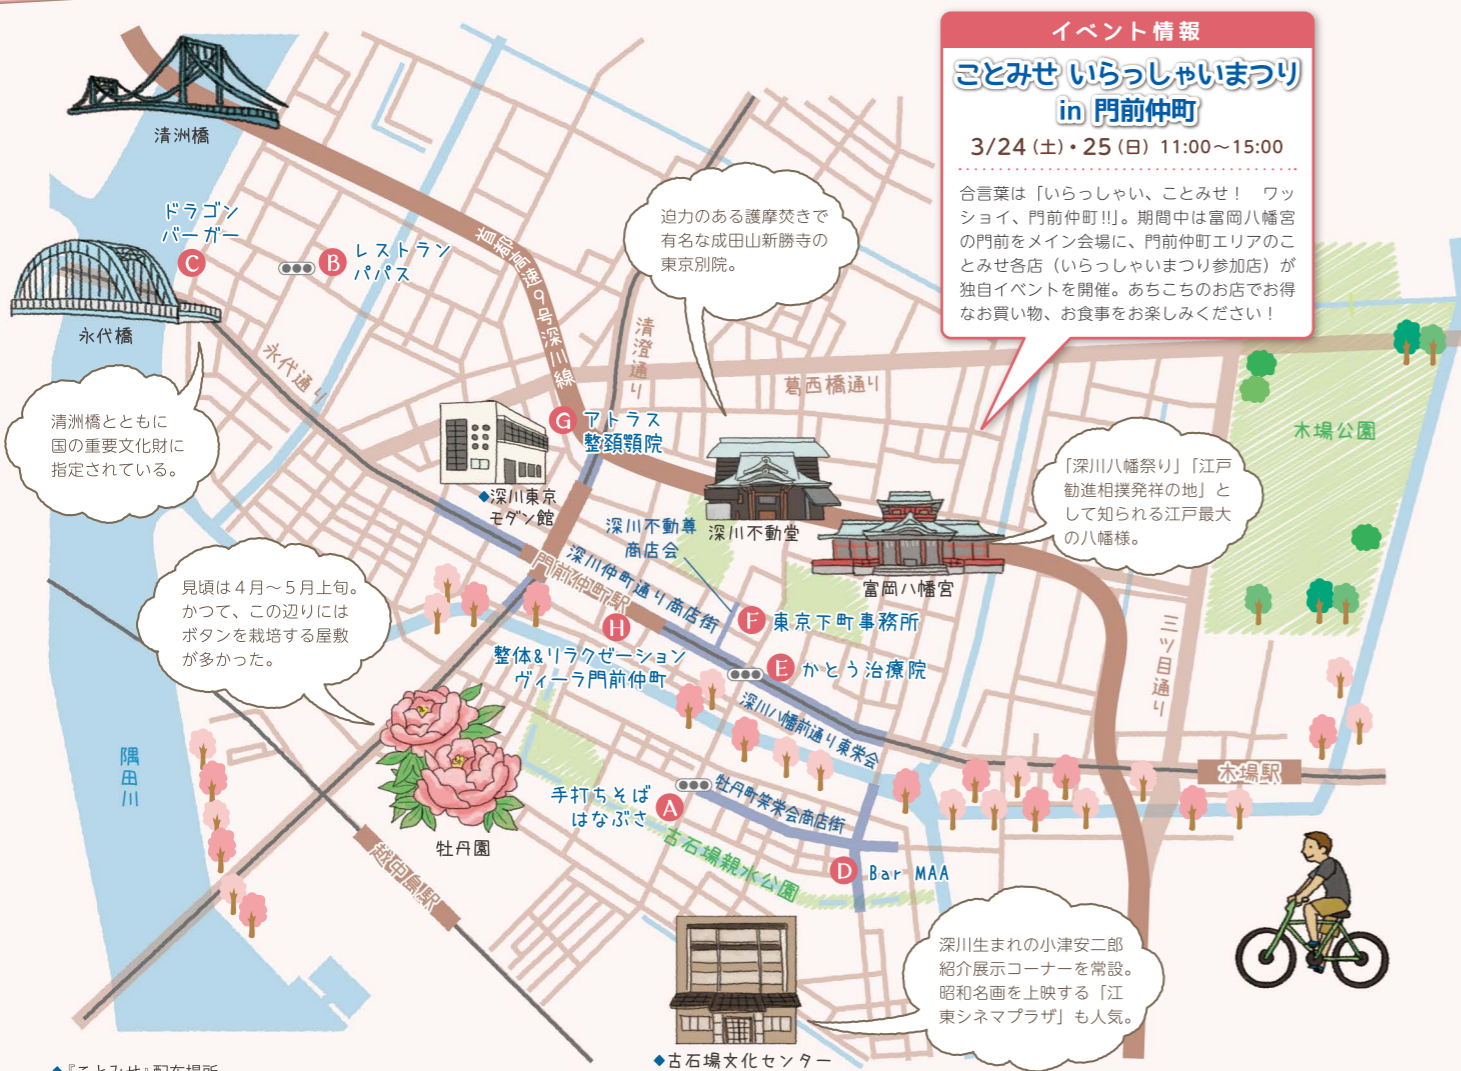 イベント情報
ことみせ いらっしゃいまつり
in 門前仲町
3/24(土)・25(日) 11:00〜15:00
合言葉は「いらっしゃい、ことみせ！　ワッ
ショイ、門前仲町!!」。期間中は富岡八幡宮
の門前をメイン会場に、門前仲町エリアのこ
とみせ各店（いらっしゃいまつり参加店）が
独自イベントを開催。あちこちのお店でお得
なお買い物、お食事をお楽しみください！
清洲橋
ドラゴン
バーガー
C
B
レストラン
パパス
永代橋
首都高速9号深川線
迫力のある護摩焚きで
有名な成田山新勝寺の
東京別院。
清澄通り
永代通り
葛西橋通り
清洲橋とともに
国の重要文化財に
指定されている。
G
アトラス
整頚顎院
木場公園
◆深川東京
モダン館
深川不動尊
商店会
深川不動堂
「深川八幡祭り」「江戸
勧進相撲発祥の地」と
して知られる江戸最大
の八幡様。
富岡八幡宮
門前仲町駅
深川仲町通り商店街
見頃は４月〜５月上旬。
かつて、この辺りには
ボタンを栽培する屋敷
が多かった。
H
F
東京下町事務所
三ツ目通り
整体&リラクゼーション
ヴィーラ門前仲町
E
かとう治療院
深川八幡前通り東栄会
隅田川
木場駅
手打ちそば
はなぶさ
A
牡丹町笑栄会商店街
牡丹園
古石場親水公園
越中島駅
D
Bar MAA
深川生まれの小津安二郎
紹介展示コーナーを常設。
昭和名画を上映する「江
東シネマプラザ」も人気。
◆古石場文化センター
◆『ことみせ』配布場所